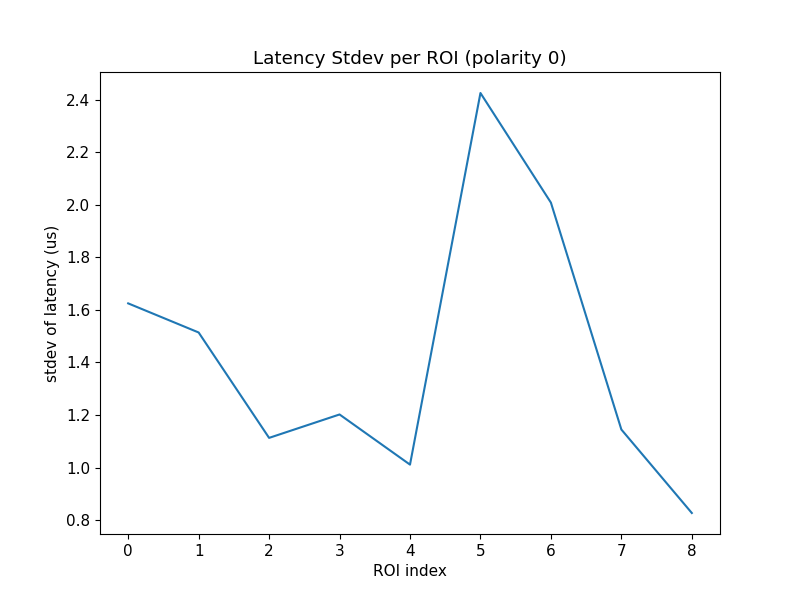 Latency Stdev per ROI (polarity 0)
stdev of latency (us)
2.4
2.2
2.0
1.8
1.6
1.4
1.2
1.0
0.8
0 1 2 3 4 5 6 7 8
ROI index